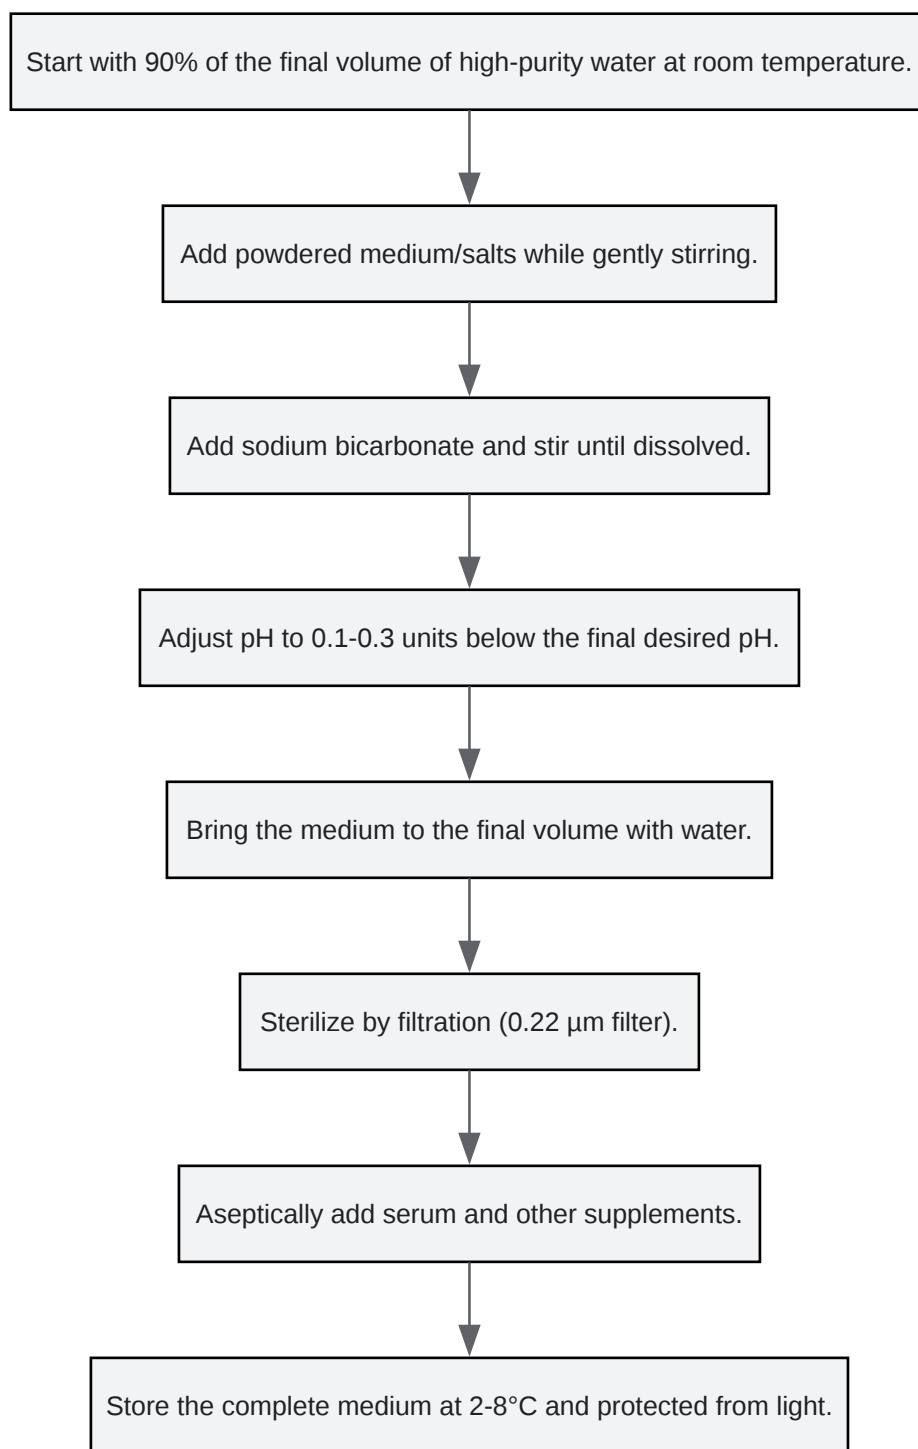 Start with 90% of the final volume of high-purity water at room temperature.
Add powdered medium/salts while gently stirring.
Add sodium bicarbonate and stir until dissolved.
Adjust pH to 0.1-0.3 units below the final desired pH.
Bring the medium to the final volume with water.
Sterilize by filtration (0.22 µm filter).
Aseptically add serum and other supplements.
Store the complete medium at 2-8°C and protected from light.